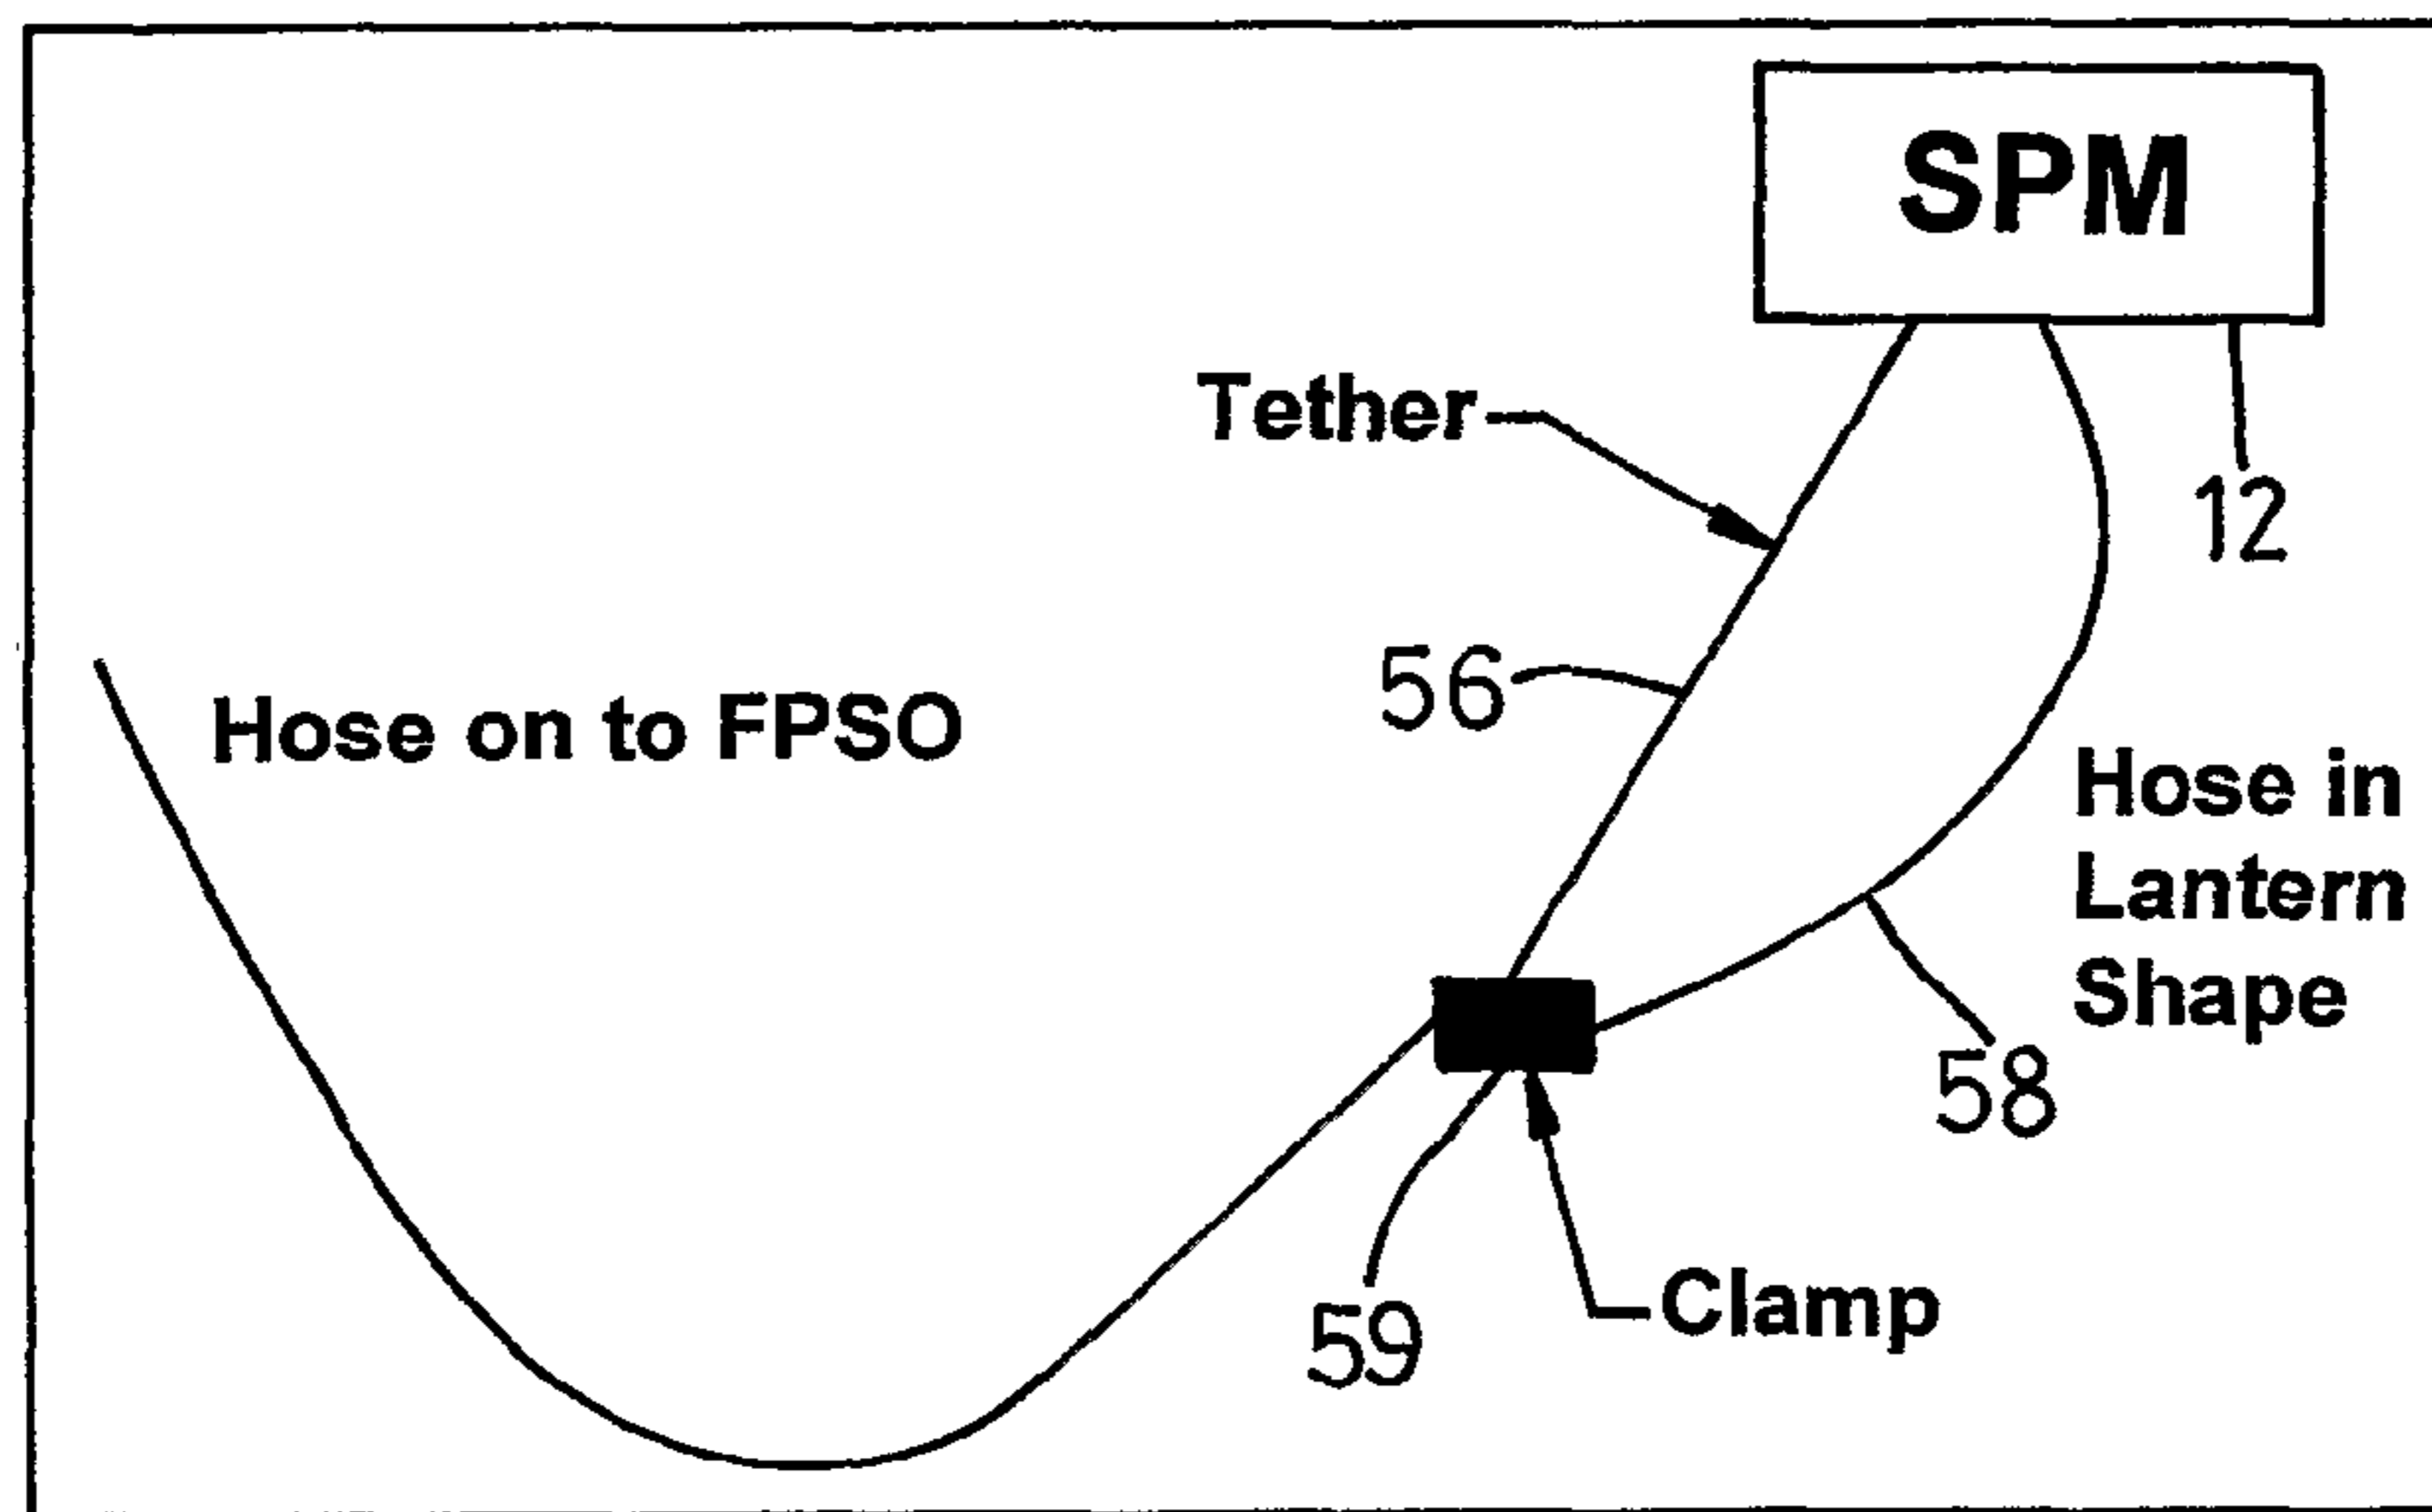 SPM
Tether
12
56
Hose on to FPSO
Hose in
Lantern
Shape
58
Clamp
59